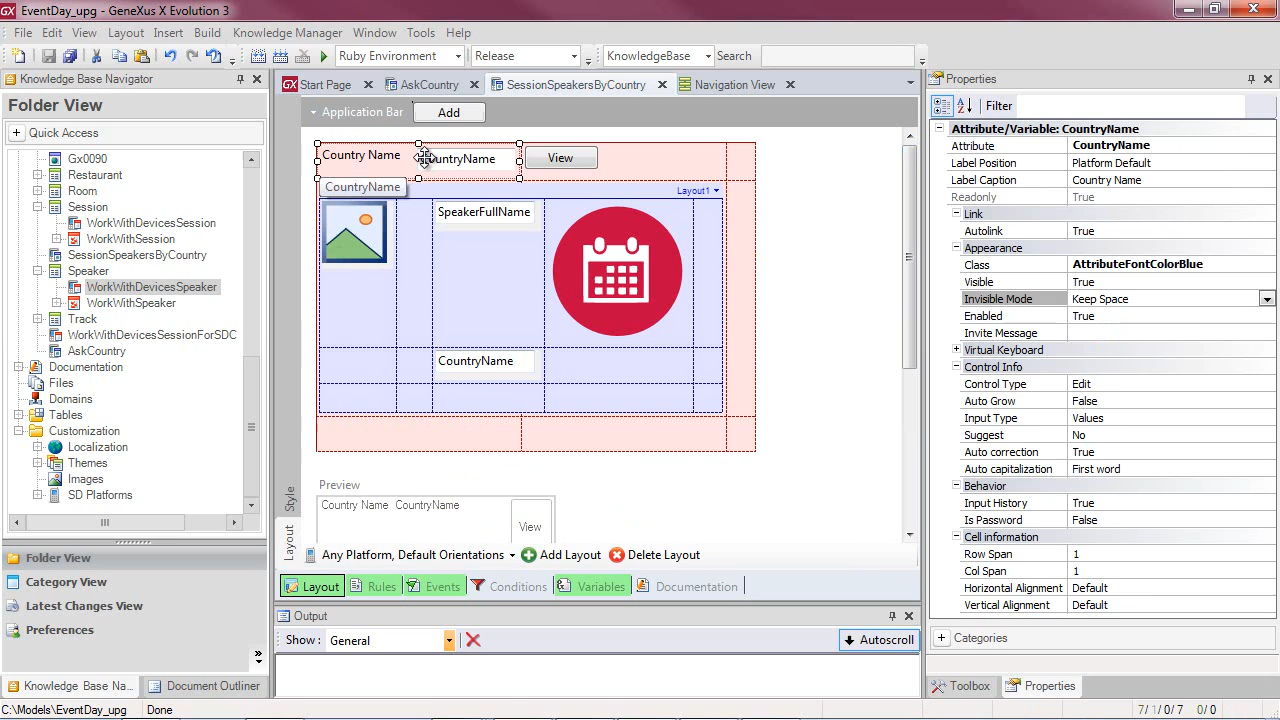 GX EventDay_upg - GeneXus X Evolution 3
File Edit View Layout Insert Build Knowledge Manager Window Tools Help
Ruby Environment Release KnowledgeBase Search
Knowledge Base Navigator
Folder View
Quick Access
Gx0090
Restaurant
Room
Session
WorkWithDevicesSession
WorkWithSession
SessionSpeakersByCountry
Speaker
WorkWithDevicesSpeaker
WorkWithSpeaker
Track
WorkWithDevicesSessionForSDC
AskCountry
Documentation
Files
Domains
Tables
Customization
Localization
Themes
Images
SD Platforms
Folder View
Category View
Latest Changes View
Preferences
Knowledge Base Na... Document Outliner
GX Start Page AskCountry SessionSpeakersByCountry Navigation View
Application Bar Add
Country Name untryName View
CountryName
Layout1
SpeakerFullName
CountryName
Style
Layout
Preview
Country Name CountryName
View
Any Platform, Default Orientations Add Layout Delete Layout
Layout Rules Events Conditions Variables Documentation
Output
Show: General Autoscroll
Properties
Filter
Attribute/Variable: CountryName
Attribute CountryName
Label Position Platform Default
Label Caption Country Name
Readonly True
Link
Autolink True
Appearance
Class AttributeFontColorBlue
Visible True
Invisible Mode Keep Space
Enabled True
Invite Message
Virtual Keyboard
Control Info
Control Type Edit
Auto Grow False
Input Type Values
Suggest No
Auto correction True
Auto capitalization First word
Behavior
Input History True
Is Password False
Cell information
Row Span 1
Col Span 1
Horizontal Alignment Default
Vertical Alignment Default
Categories
Toolbox Properties
C:\Models\EventDay_upg Done 7/ 1/ 0/ 7 0/ 0